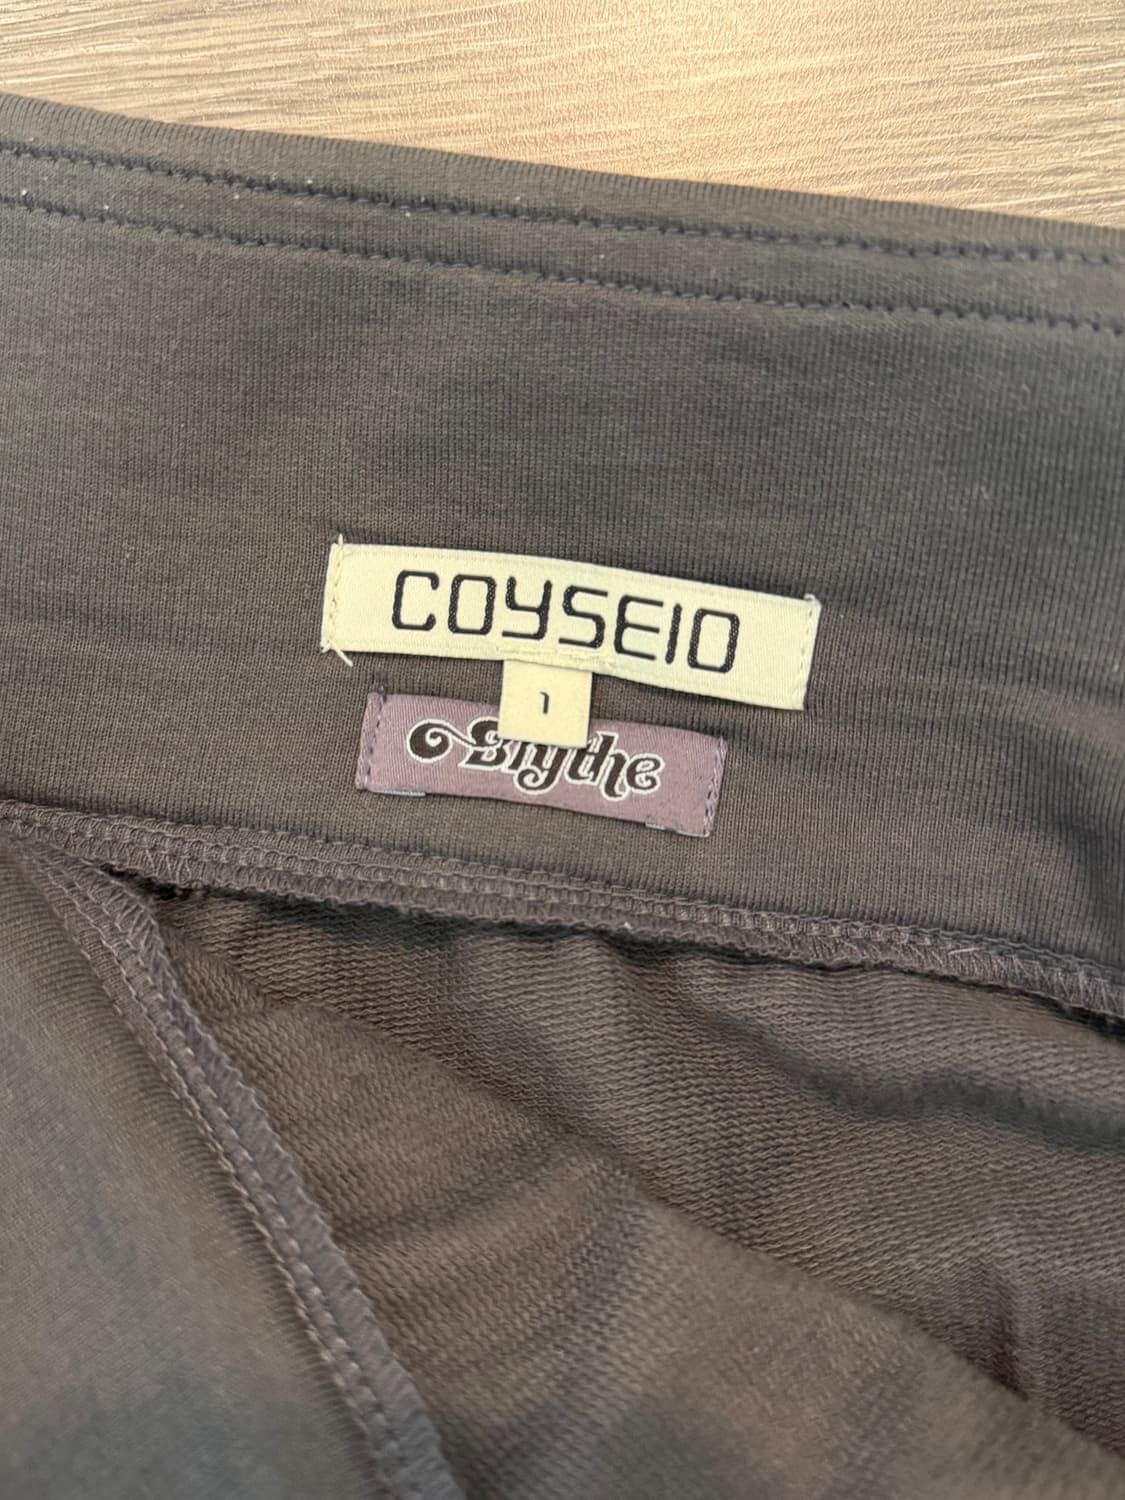 COYSEIO
1
Blythe